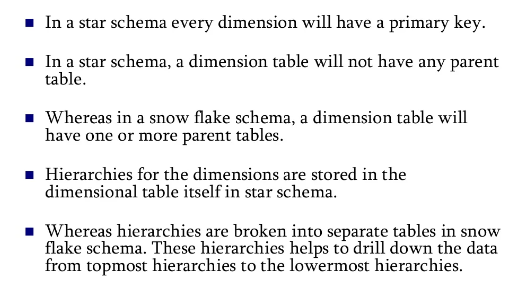 In a star schema every dimension will have a primary key.
In a star schema, a dimension table will not have any parent
table.
Whereas in a snow flake schema, a dimension table will
have one or more parent tables.
Hierarchies for the dimensions are stored in the
dimensional table itself in star schema.
Whereas hierarchies are broken into separate tables in snow
flake schema. These hierarchies helps to drill down the data
from topmost hierarchies to the lowermost hierarchies.